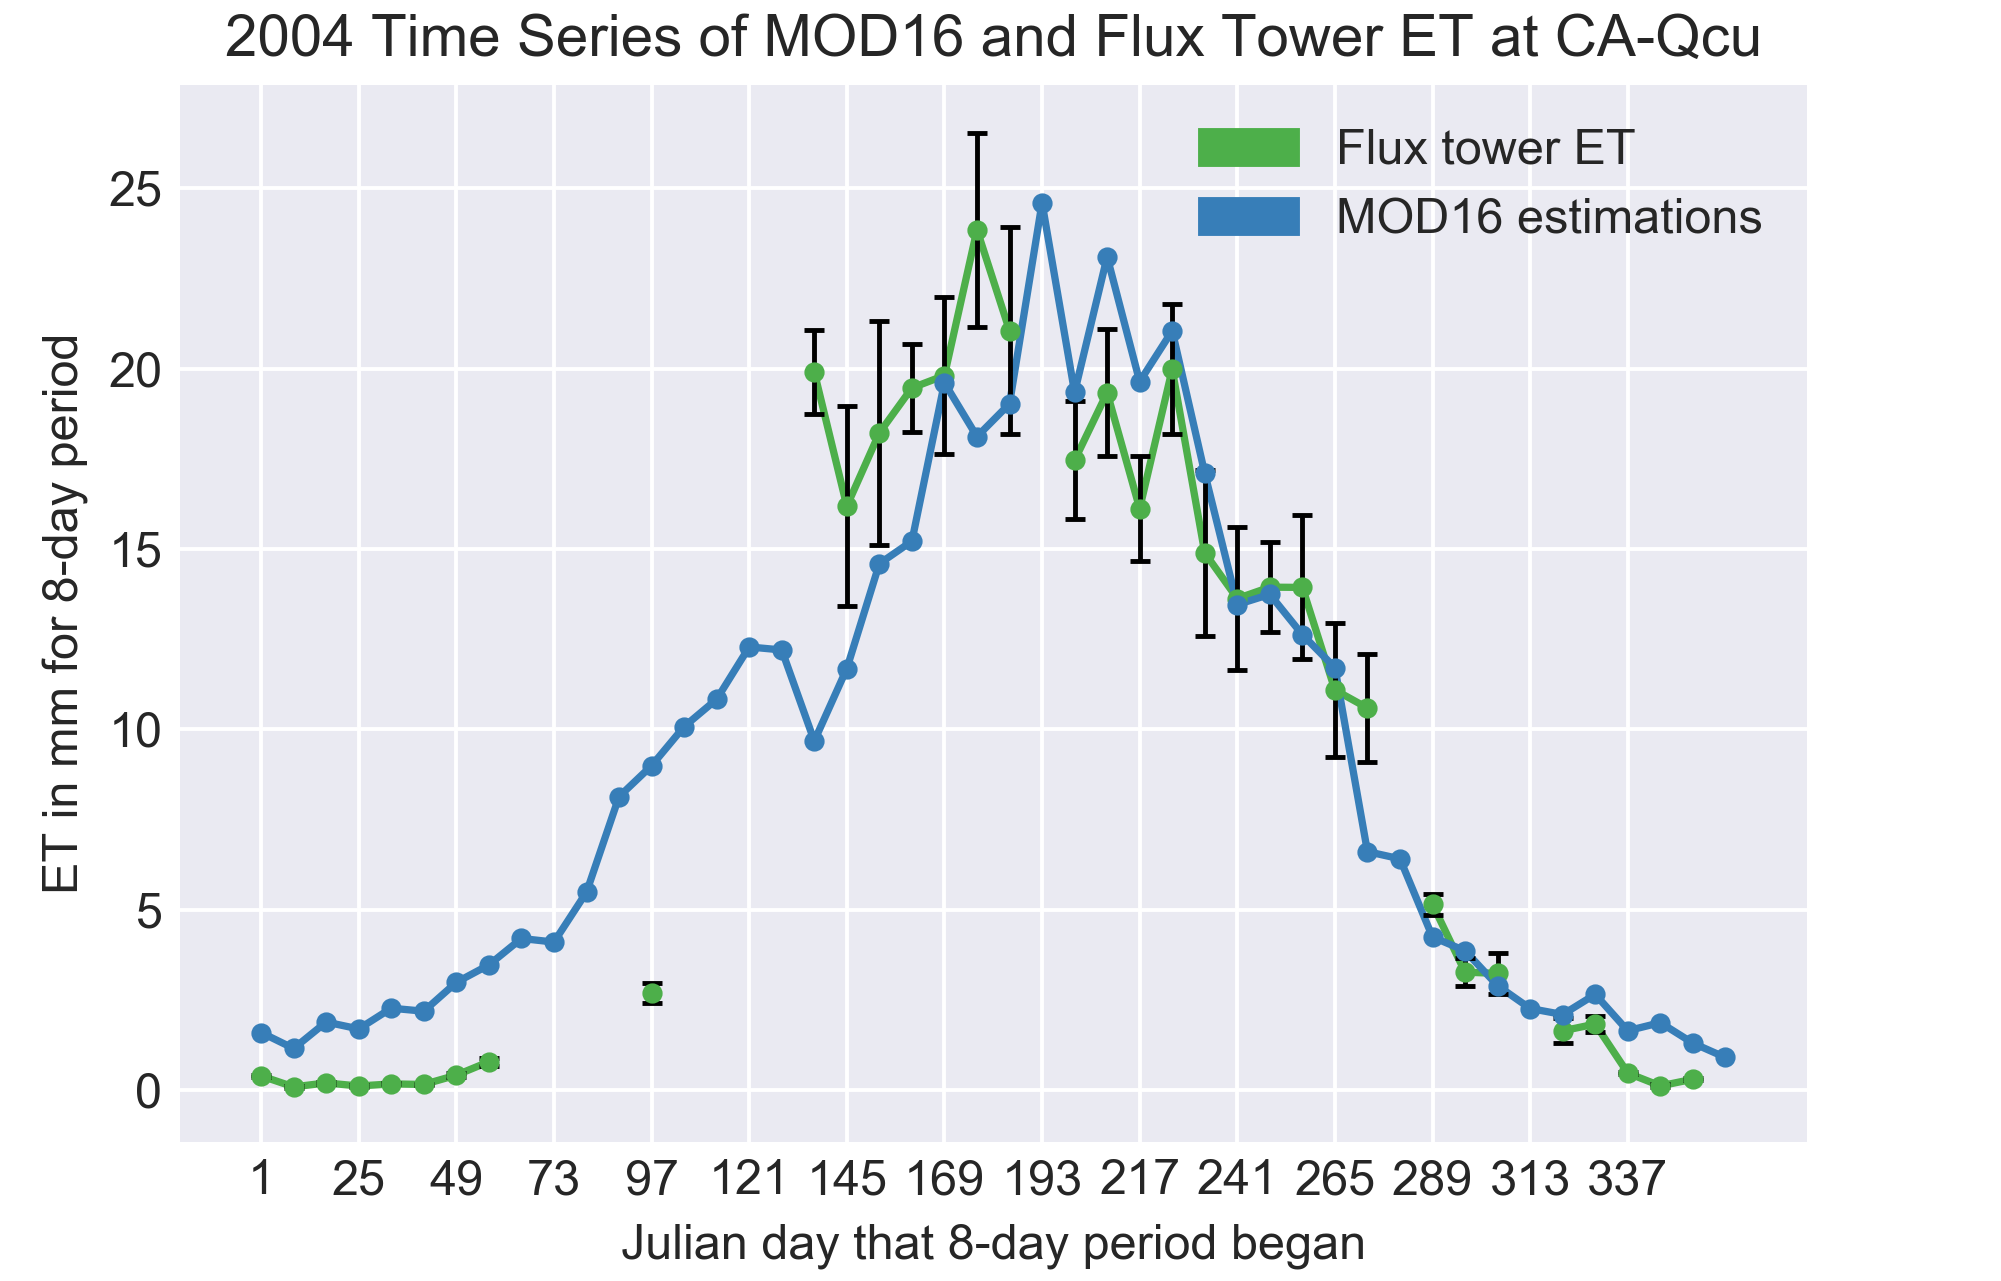 2004 Time Series of MOD16 and Flux Tower ET at CA-Qcu
Flux tower ET
MOD16 estimations
25
20
15
10
5
0
ET in mm for 8-day period
1 25 49 73 97 121 145 169 193 217 241 265 289 313 337
Julian day that 8-day period began